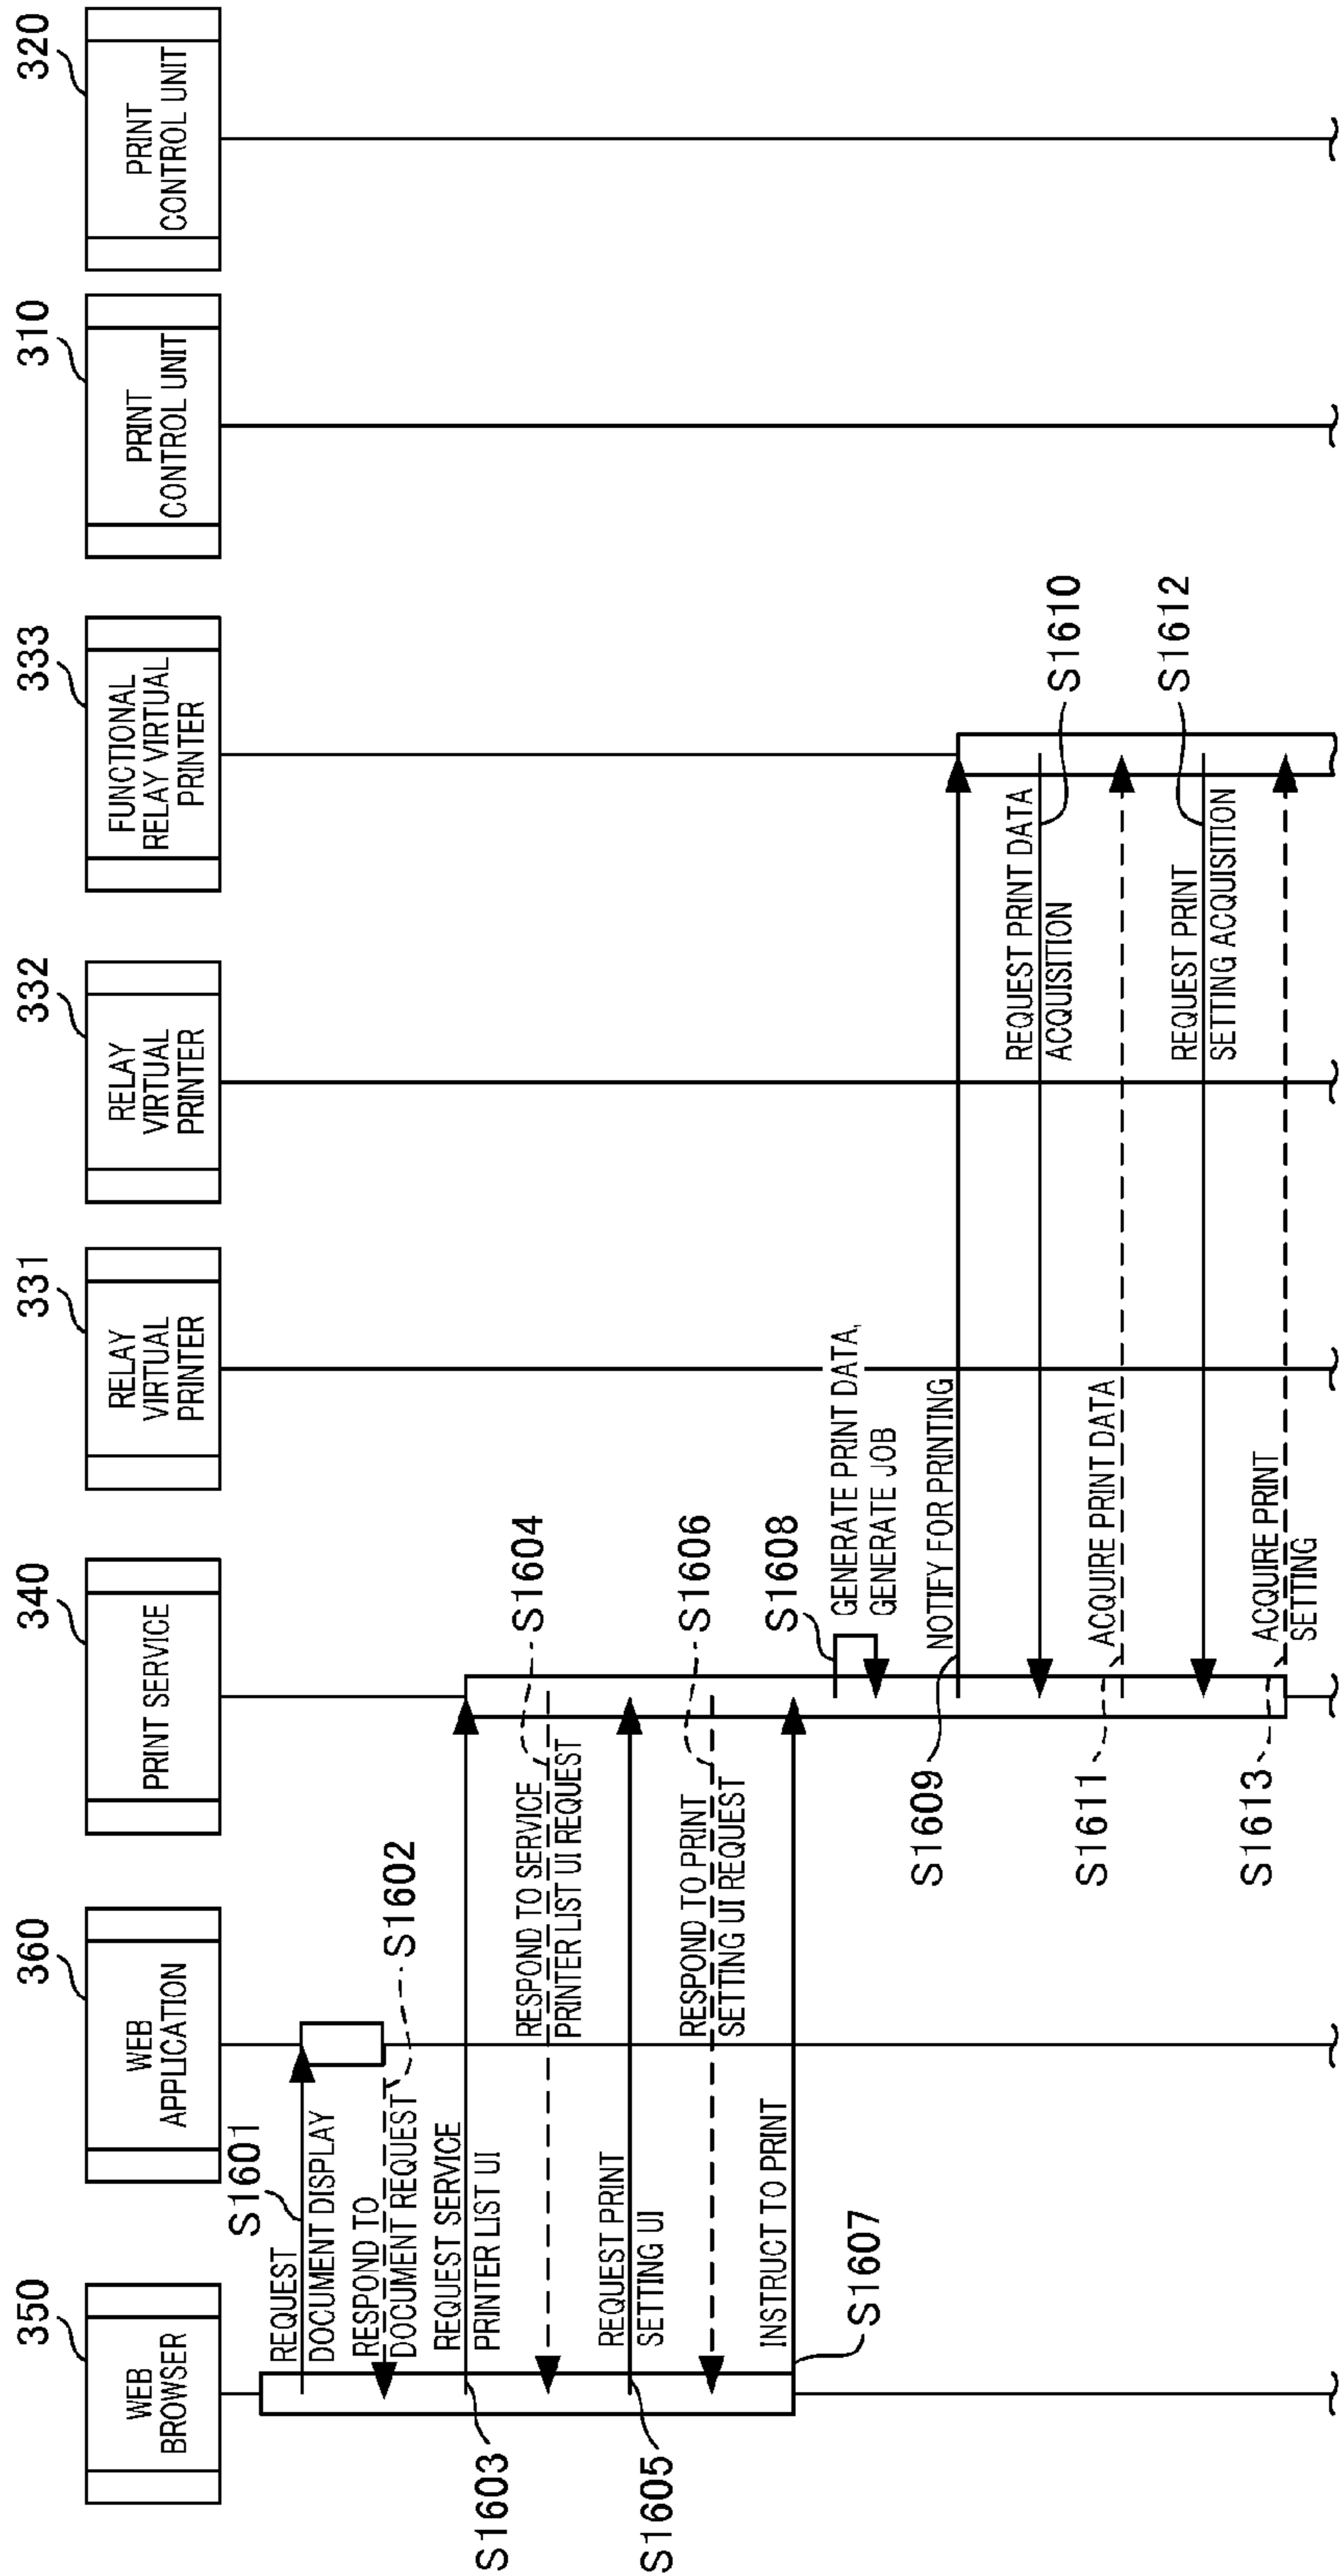 350
WEB
BROWSER
360
WEB
APPLICATION
340
PRINT SERVICE
331
RELAY
VIRTUAL
PRINTER
332
RELAY
VIRTUAL
PRINTER
333
FUNCTIONAL
RELAY VIRTUAL
PRINTER
310
PRINT
CONTROL UNIT
320
PRINT
CONTROL UNIT
S1601
REQUEST
DOCUMENT DISPLAY
RESPOND TO
DOCUMENT REQUEST
S1602
REQUEST SERVICE
PRINTER LIST UI
S1603
RESPOND TO SERVICE
PRINTER LIST UI REQUEST
S1604
REQUEST PRINT
SETTING UI
S1605
RESPOND TO PRINT
SETTING UI REQUEST
S1606
INSTRUCT TO PRINT
S1607
S1608
GENERATE PRINT DATA,
GENERATE JOB
S1609
NOTIFY FOR PRINTING
REQUEST PRINT DATA
ACQUISITION
S1610
S1611
ACQUIRE PRINT DATA
REQUEST PRINT
SETTING ACQUISITION
S1612
S1613
ACQUIRE PRINT
SETTING